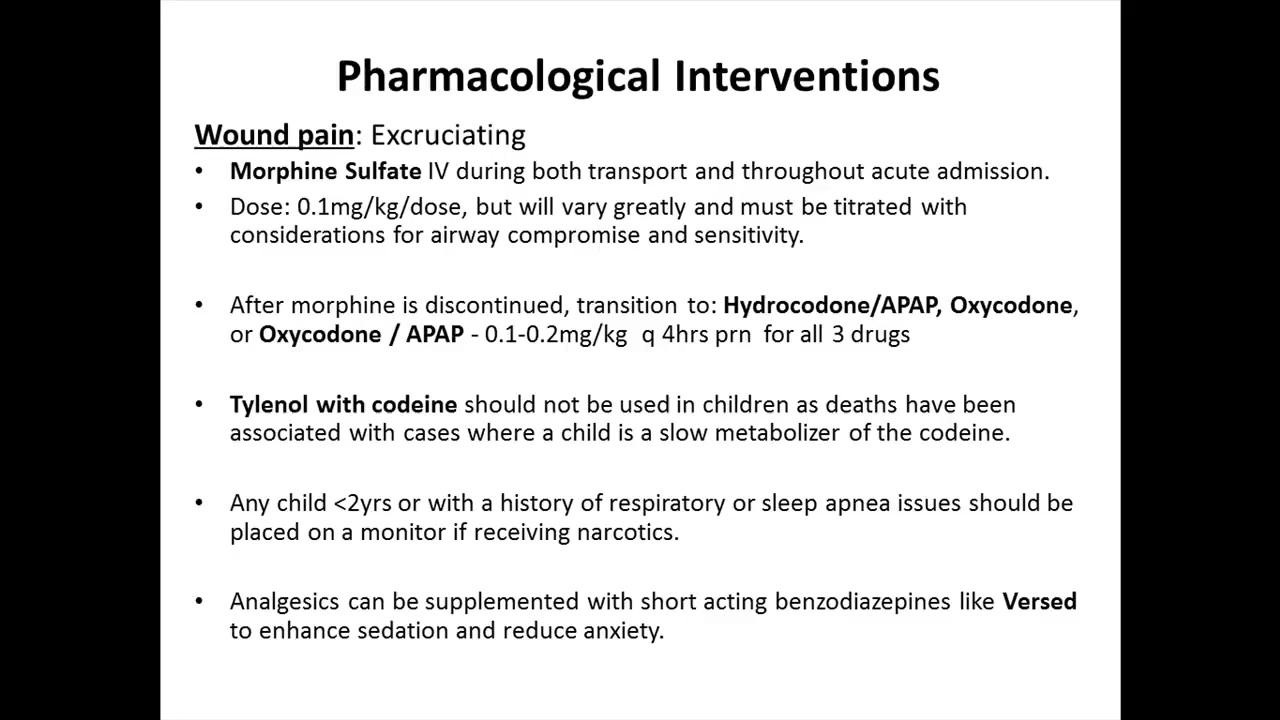 Pharmacological Interventions
Wound pain: Excruciating
• Morphine Sulfate IV during both transport and throughout acute admission.
• Dose: 0.1mg/kg/dose, but will vary greatly and must be titrated with
considerations for airway compromise and sensitivity.
• After morphine is discontinued, transition to: Hydrocodone/APAP, Oxycodone,
or Oxycodone / APAP - 0.1-0.2mg/kg q 4hrs prn for all 3 drugs
• Tylenol with codeine should not be used in children as deaths have been
associated with cases where a child is a slow metabolizer of the codeine.
• Any child <2yrs or with a history of respiratory or sleep apnea issues should be
placed on a monitor if receiving narcotics.
• Analgesics can be supplemented with short acting benzodiazepines like Versed
to enhance sedation and reduce anxiety.